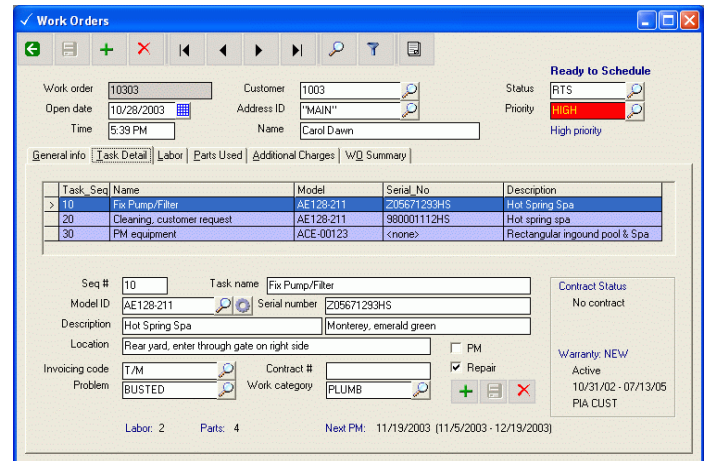 Work Orders
Ready to Schedule
Work order 10303 Customer 1003 Status RTS
Open date 10/28/2003 Address ID "MAIN" Priority HIGH
Time 5:39 PM Name Carol Dawn High priority
General info Task Detail Labor Parts Used Additional Charges WO Summary
Task_Seq Name Model Serial_No Description
> 10 Fix Pump/Filter AE128-211 Z05671293HS Hot Spring Spa
20 Cleaning, customer request AE128-211 980001112HS Hot spring spa
30 PM equipment ACE-00123 <none> Rectangular ingound pool & Spa
Seq # 10 Task name Fix Pump/Filter Contract Status
Model ID AE128-211 Serial number Z05671293HS No contract
Description Hot Spring Spa Monterey, emerald green
Location Rear yard, enter through gate on right side PM Warranty: NEW
Invoicing code T/M Contract # Repair Active
Problem BUSTED Work category PLUMB 10/31/02 - 07/13/05
PIA CUST
Labor: 2 Parts: 4 Next PM: 11/19/2003 (11/5/2003 - 12/19/2003)